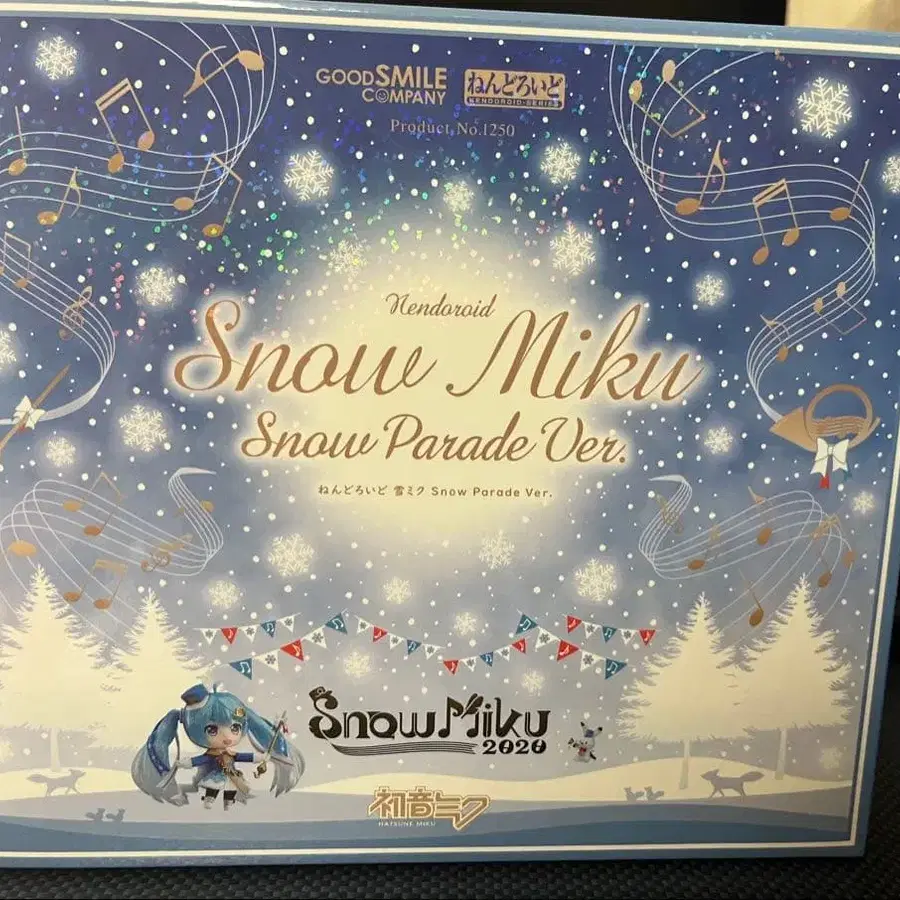 GOOD SMILE COMPANY
ねんどろいど
NENDOROID·SERIES
Product No.1250
Nendoroid
Snow Miku
Snow Parade Ver.
ねんどろいど 雪ミク Snow Parade Ver.
Snow Miku
2020
初音ミク
HATSUNE MIKU